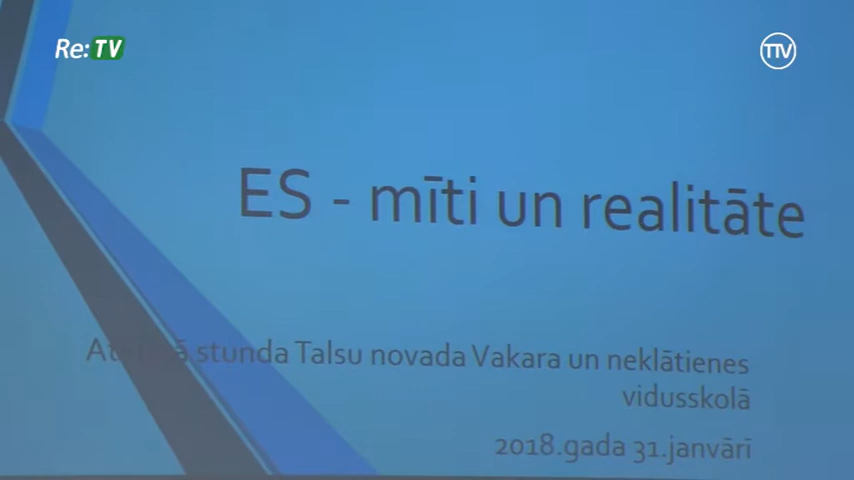 Re:TV
TTV
ES - mīti un realitāte
stunda Talsu novada Vakara un neklātienes
vidusskolā
2018.gada 31.janvārī